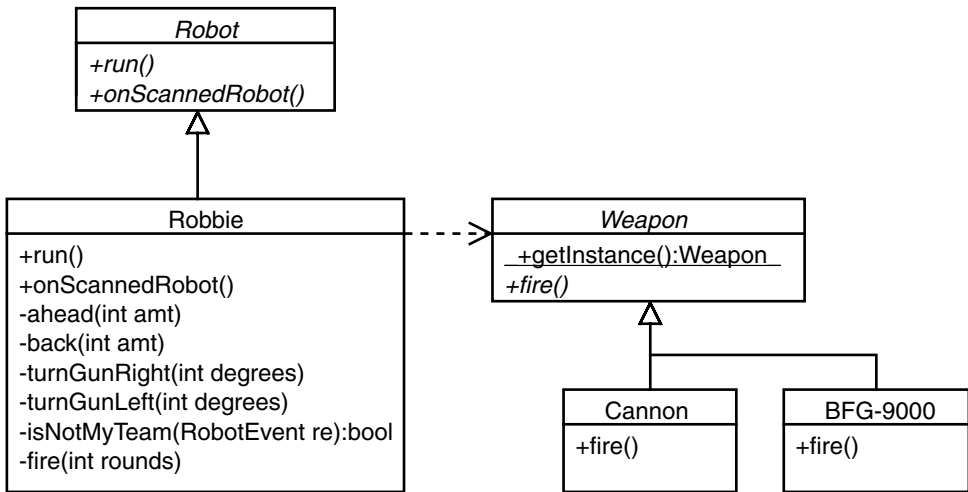 Robot
+run()
+onScannedRobot()
Robbie
+run()
+onScannedRobot()
-ahead(int amt)
-back(int amt)
-turnGunRight(int degrees)
-turnGunLeft(int degrees)
-isNotMyTeam(RobotEvent re):bool
-fire(int rounds)
Weapon
+getInstance():Weapon
+fire()
Cannon
+fire()
BFG-9000
+fire()